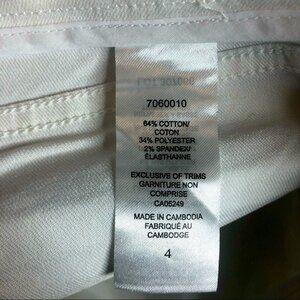 7060010
64% COTTON/
COTON
34% POLYESTER
2% SPANDEX/
ÉLASTHANNE
EXCLUSIVE OF TRIMS
GARNITURE NON
COMPRISE
CA05249
MADE IN CAMBODIA
FABRIQUÉ AU
CAMBODGE
4